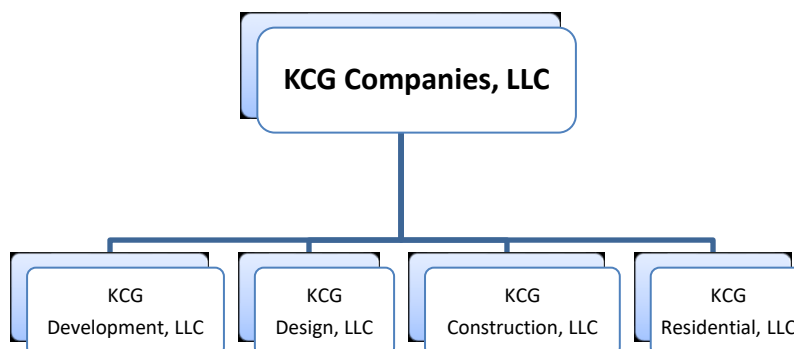 KCG Companies, LLC
KCG
Development, LLC
KCG
Design, LLC
KCG
Construction, LLC
KCG
Residential, LLC